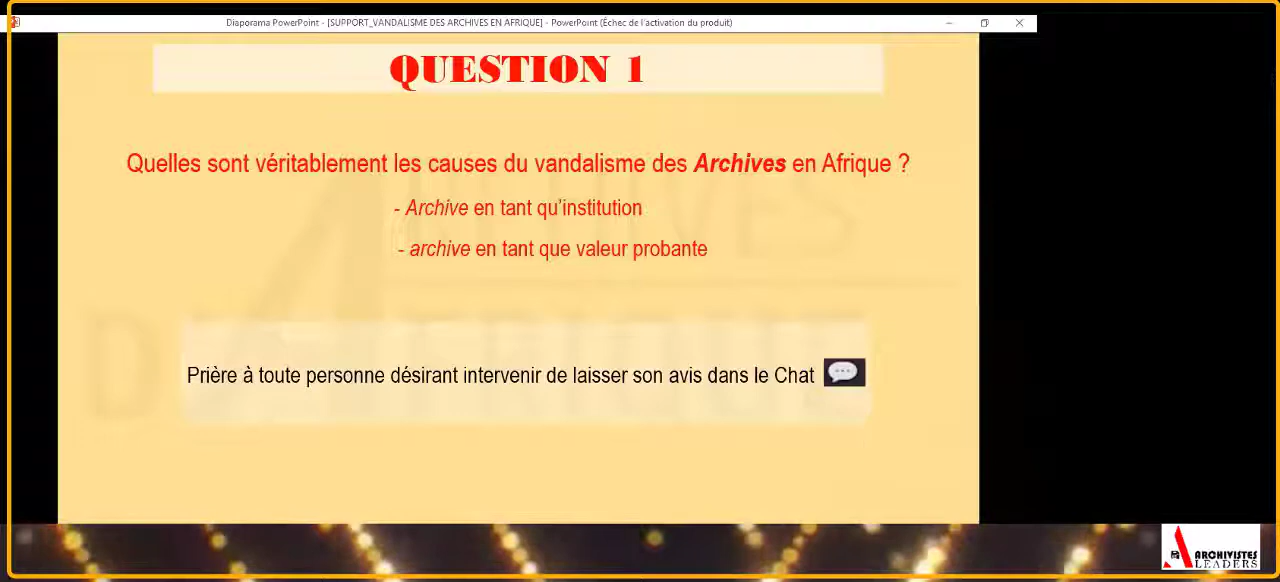 Diaporama PowerPoint - [SUPPORT_VANDALISME DES ARCHIVES EN AFRIQUE] - PowerPoint (Échec de l'activation du produit)
QUESTION 1
Quelles sont véritablement les causes du vandalisme des Archives en Afrique ?
- Archive en tant qu'institution
- archive en tant que valeur probante
Prière à toute personne désirant intervenir de laisser son avis dans le Chat
ARCHIVISTES
LEADERS